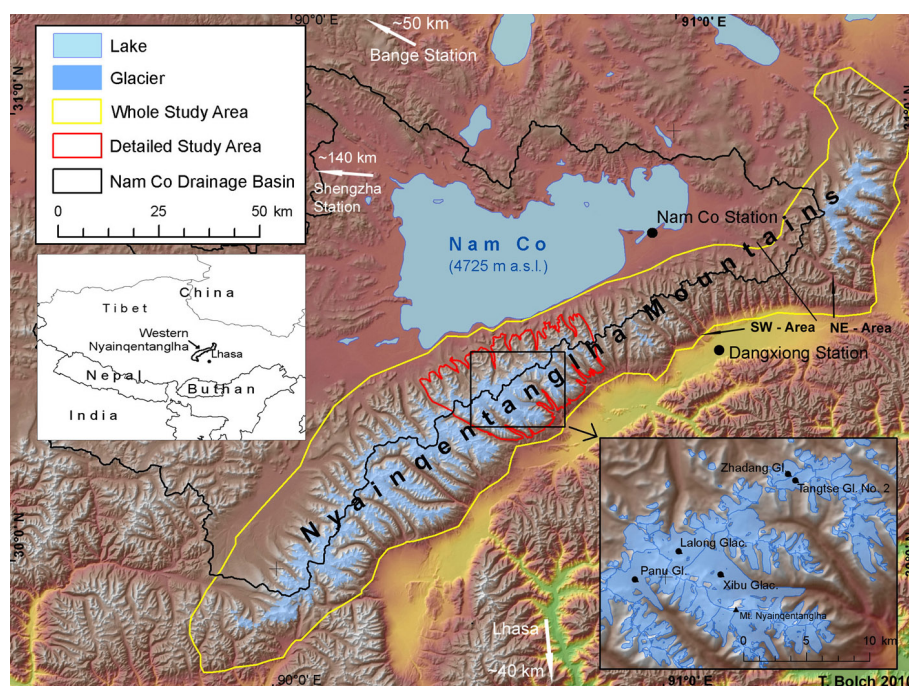 90°0' E
91°0' E
~50 km
Bange Station
Lake
Glacier
Whole Study Area
Detailed Study Area
Nam Co Drainage Basin
0 25 50 km
31°0' N
~140 km
Shengzha
Station
Nam Co
(4725 m a.s.l.)
Nam Co Station
Nyainqentanglha Mountains
SW - Area
NE - Area
Dangxiong Station
China
Tibet
Western
Nyainqentanglha
Lhasa
Nepal
Buthan
India
30°0' N
Zhadang Gl.
Tangtse Gl. No. 2
Lalong Glac.
Panu Gl.
Xibu Glac.
Mt. Nyainqentanglha
0 5 10 km
Lhasa
~40 km
90°0' E
91°0' E
T. Bolch 2010